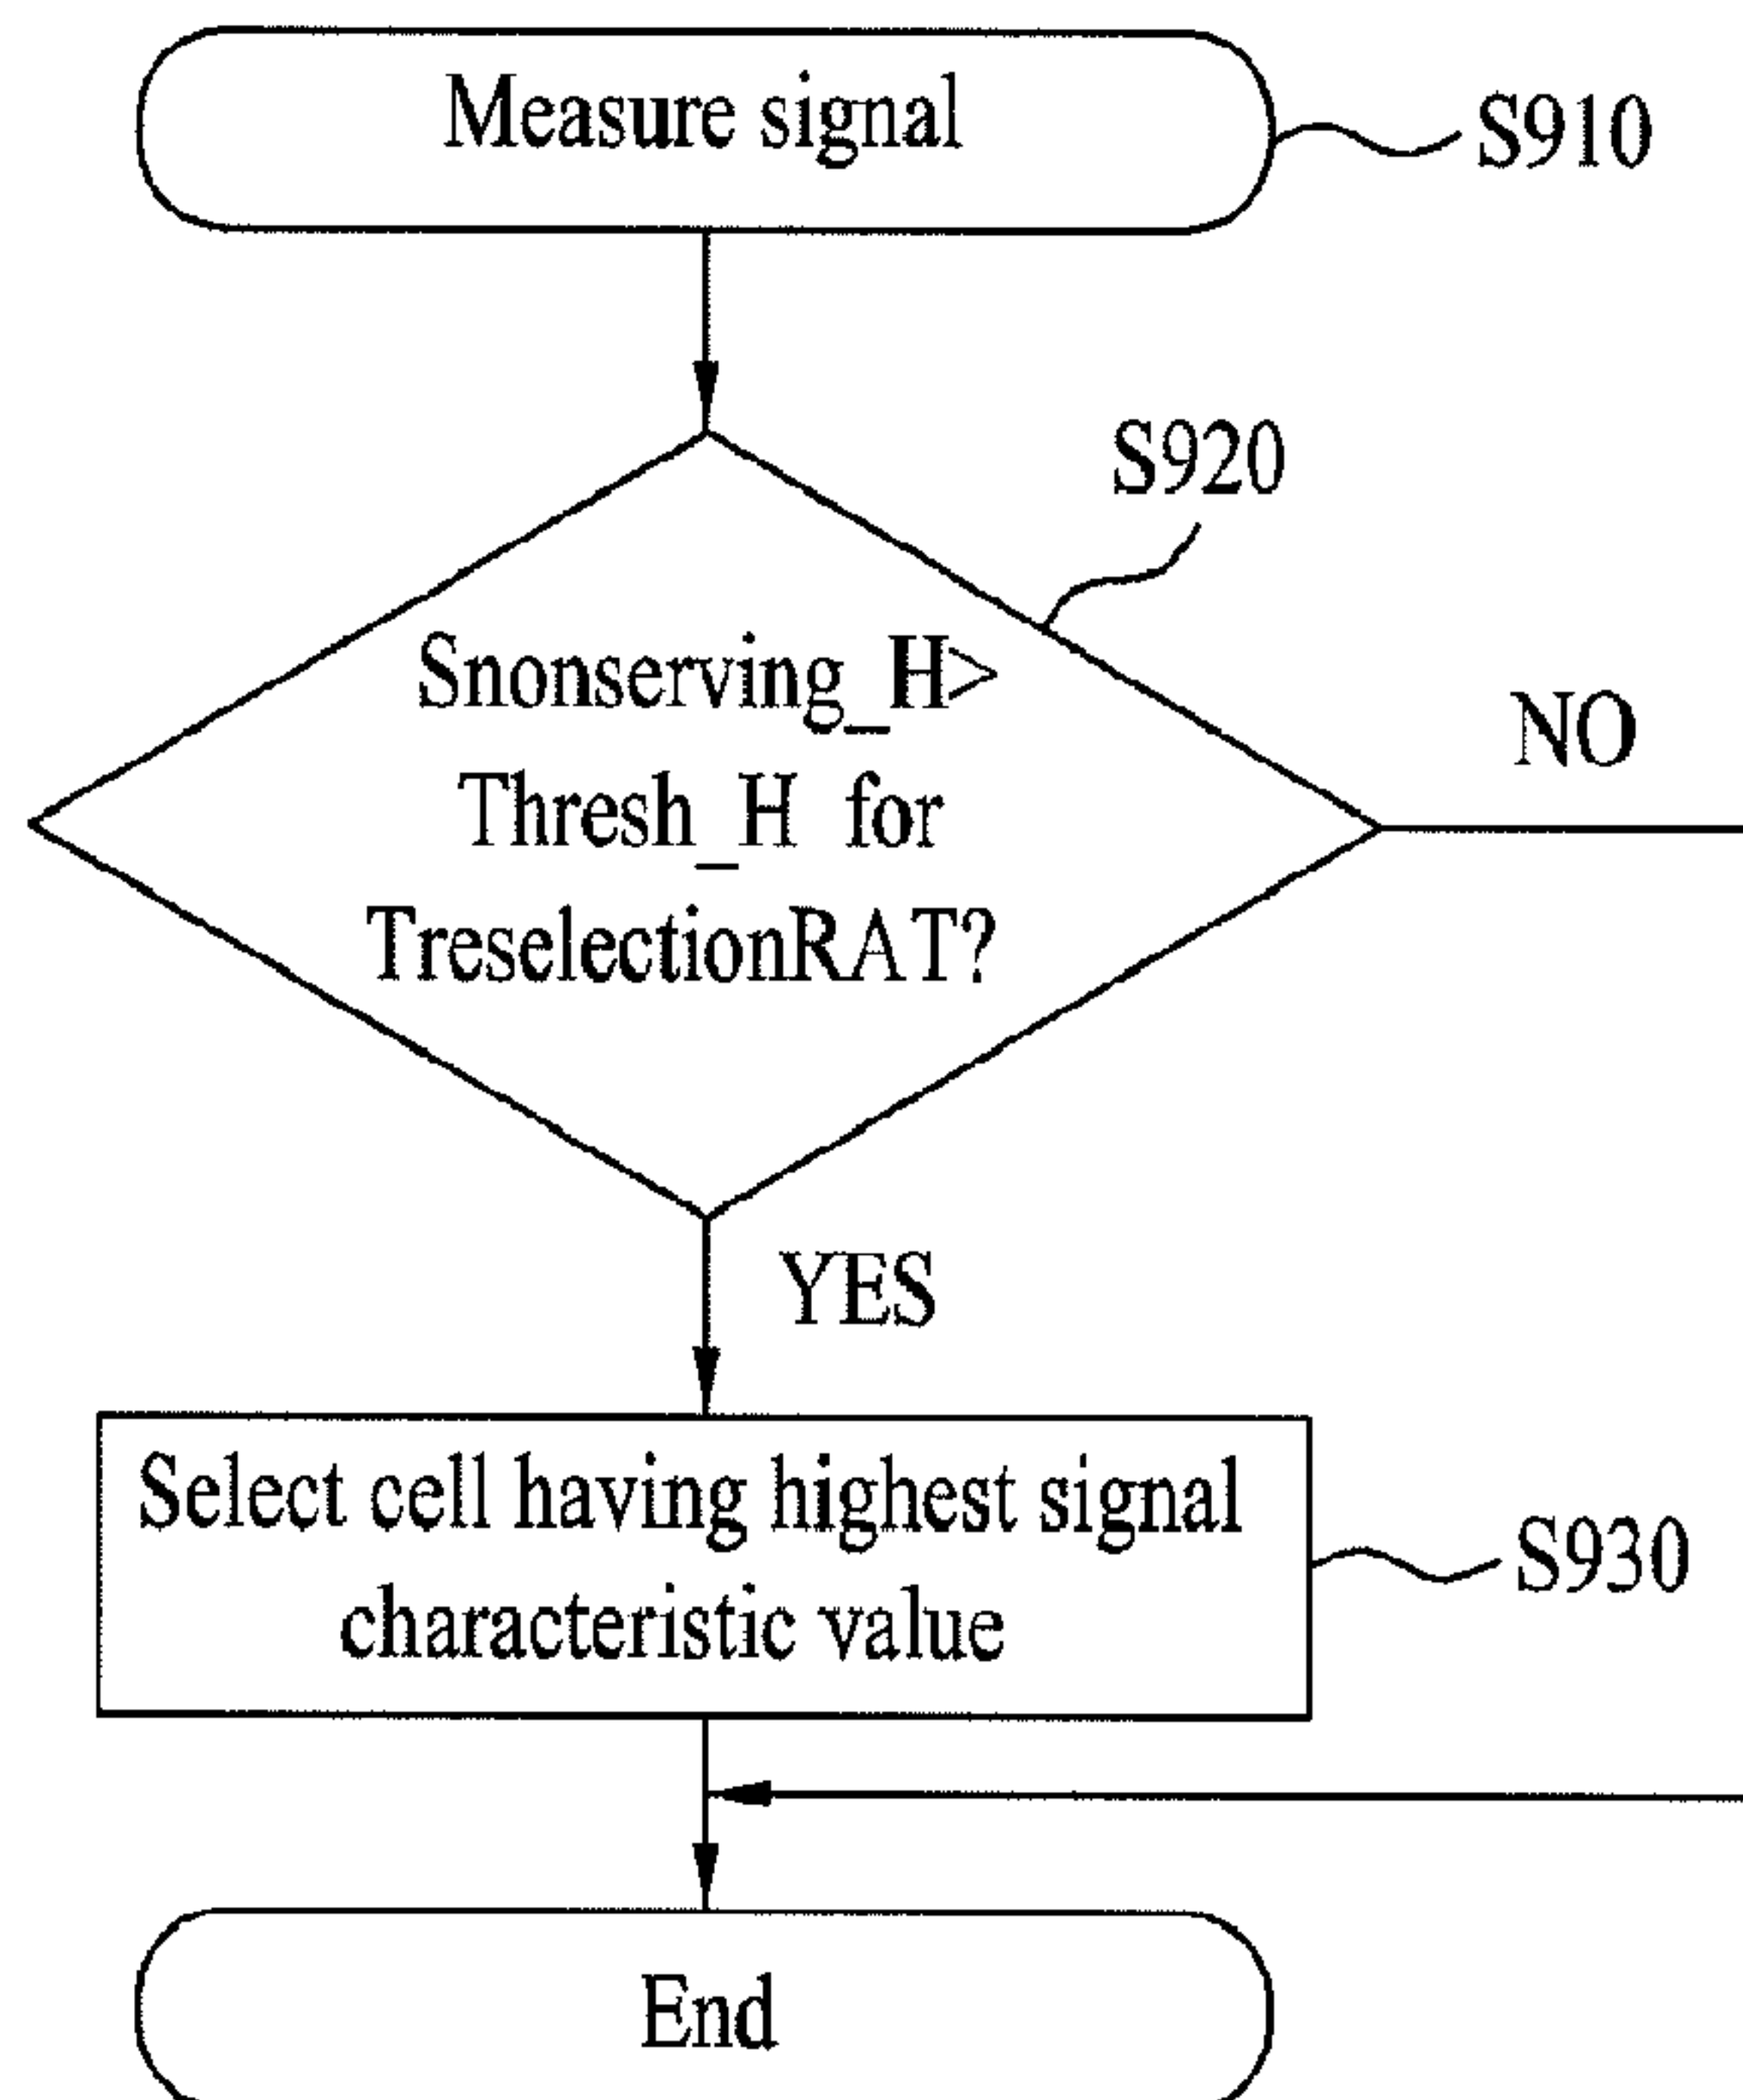 Measure signal
S910
S920
Snonserving_H>
Thresh_H for
TreselectionRAT?
NO
YES
Select cell having highest signal
characteristic value
S930
End